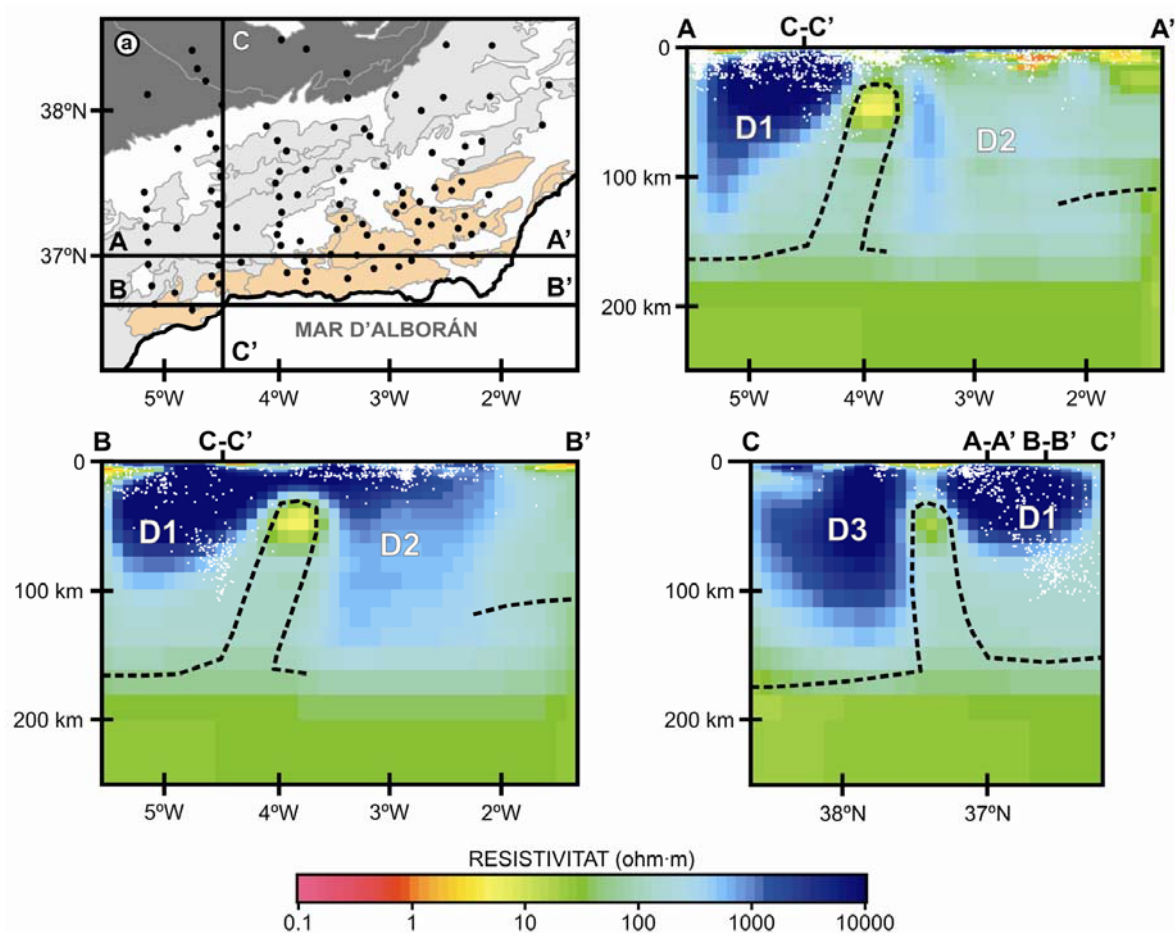 a
C
38ºN
37ºN
A
A'
B
B'
C'
MAR D'ALBORÁN
5ºW
4ºW
3ºW
2ºW
A
C-C'
A'
0
100 km
200 km
D1
D2
5ºW
4ºW
3ºW
2ºW
B
C-C'
B'
0
100 km
200 km
D1
D2
5ºW
4ºW
3ºW
2ºW
C
A-A' B-B' C'
0
100 km
200 km
D3
D1
38ºN
37ºN
RESISTIVITAT (ohm·m)
0.1 1 10 100 1000 10000